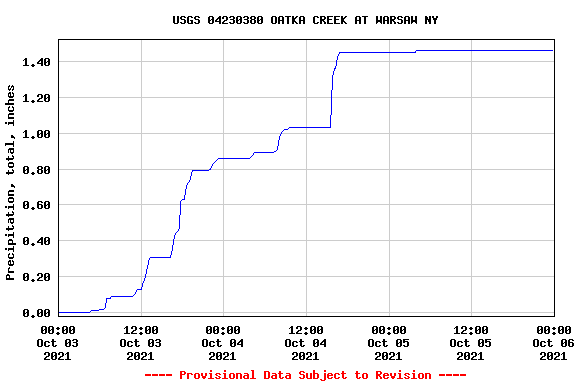 USGS 04230380 OATKA CREEK AT WARSAW NY
Precipitation, total, inches
1.40
1.20
1.00
0.80
0.60
0.40
0.20
0.00
00:00 12:00 00:00 12:00 00:00 12:00 00:00
Oct 03 Oct 03 Oct 04 Oct 04 Oct 05 Oct 05 Oct 06
2021 2021 2021 2021 2021 2021 2021
---- Provisional Data Subject to Revision ----